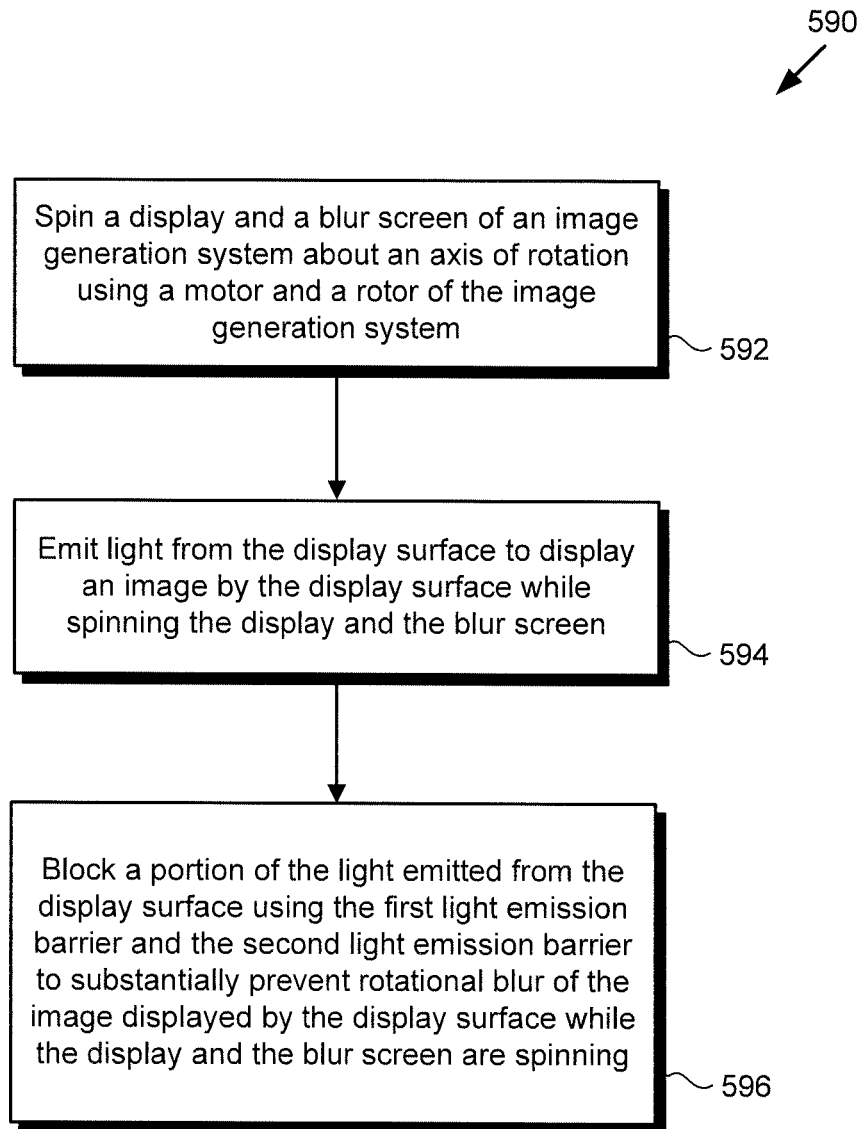 590
Spin a display and a blur screen of an image
generation system about an axis of rotation
using a motor and a rotor of the image
generation system
592
Emit light from the display surface to display
an image by the display surface while
spinning the display and the blur screen
594
Block a portion of the light emitted from the
display surface using the first light emission
barrier and the second light emission barrier
to substantially prevent rotational blur of the
image displayed by the display surface while
the display and the blur screen are spinning
596